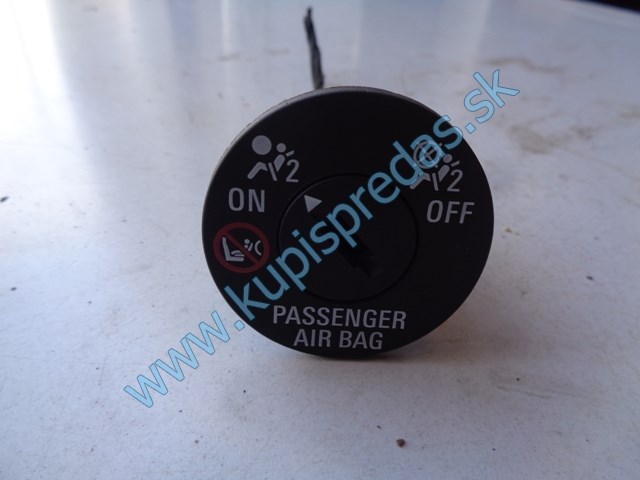 2
ON
2
OFF
PASSENGER
AIR BAG
www.kupispredas.sk